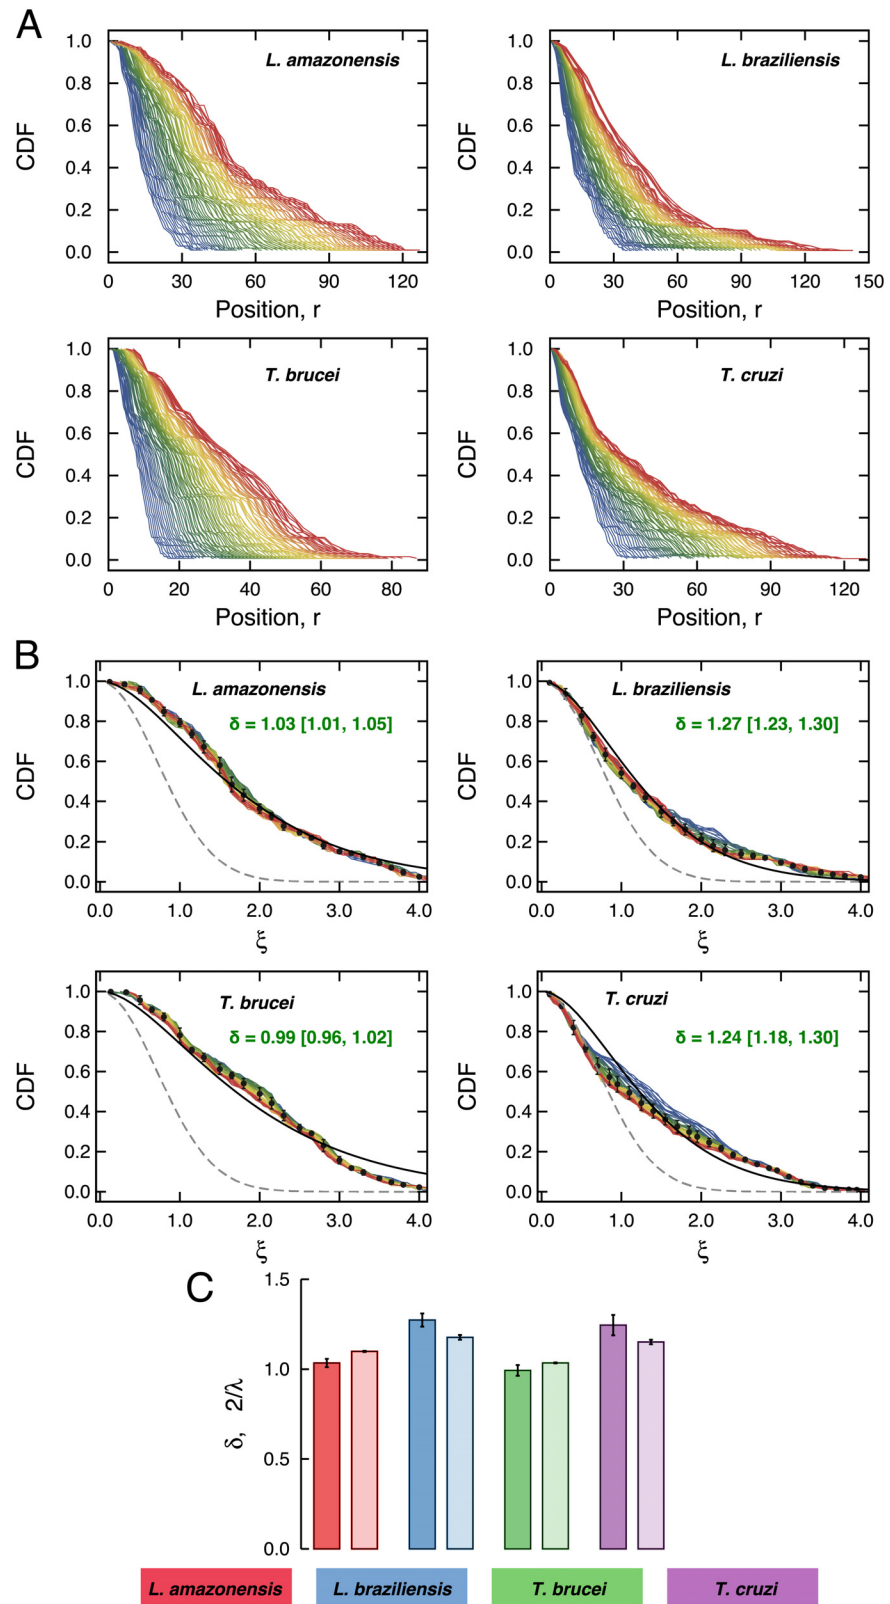 A
CDF
1.0
0.8
0.6
0.4
0.2
0.0
L. amazonensis
0 30 60 90 120
Position, r
CDF
1.0
0.8
0.6
0.4
0.2
0.0
L. braziliensis
0 30 60 90 120 150
Position, r
CDF
1.0
0.8
0.6
0.4
0.2
0.0
T. brucei
0 20 40 60 80
Position, r
CDF
1.0
0.8
0.6
0.4
0.2
0.0
T. cruzi
0 30 60 90 120
Position, r
B
CDF
1.0
0.8
0.6
0.4
0.2
0.0
L. amazonensis
δ = 1.03 [1.01, 1.05]
0.0 1.0 2.0 3.0 4.0
ξ
CDF
1.0
0.8
0.6
0.4
0.2
0.0
L. braziliensis
δ = 1.27 [1.23, 1.30]
0.0 1.0 2.0 3.0 4.0
ξ
CDF
1.0
0.8
0.6
0.4
0.2
0.0
T. brucei
δ = 0.99 [0.96, 1.02]
0.0 1.0 2.0 3.0 4.0
ξ
CDF
1.0
0.8
0.6
0.4
0.2
0.0
T. cruzi
δ = 1.24 [1.18, 1.30]
0.0 1.0 2.0 3.0 4.0
ξ
C
δ, 2/λ
1.5
1.0
0.5
0.0
L. amazonensis
L. braziliensis
T. brucei
T. cruzi